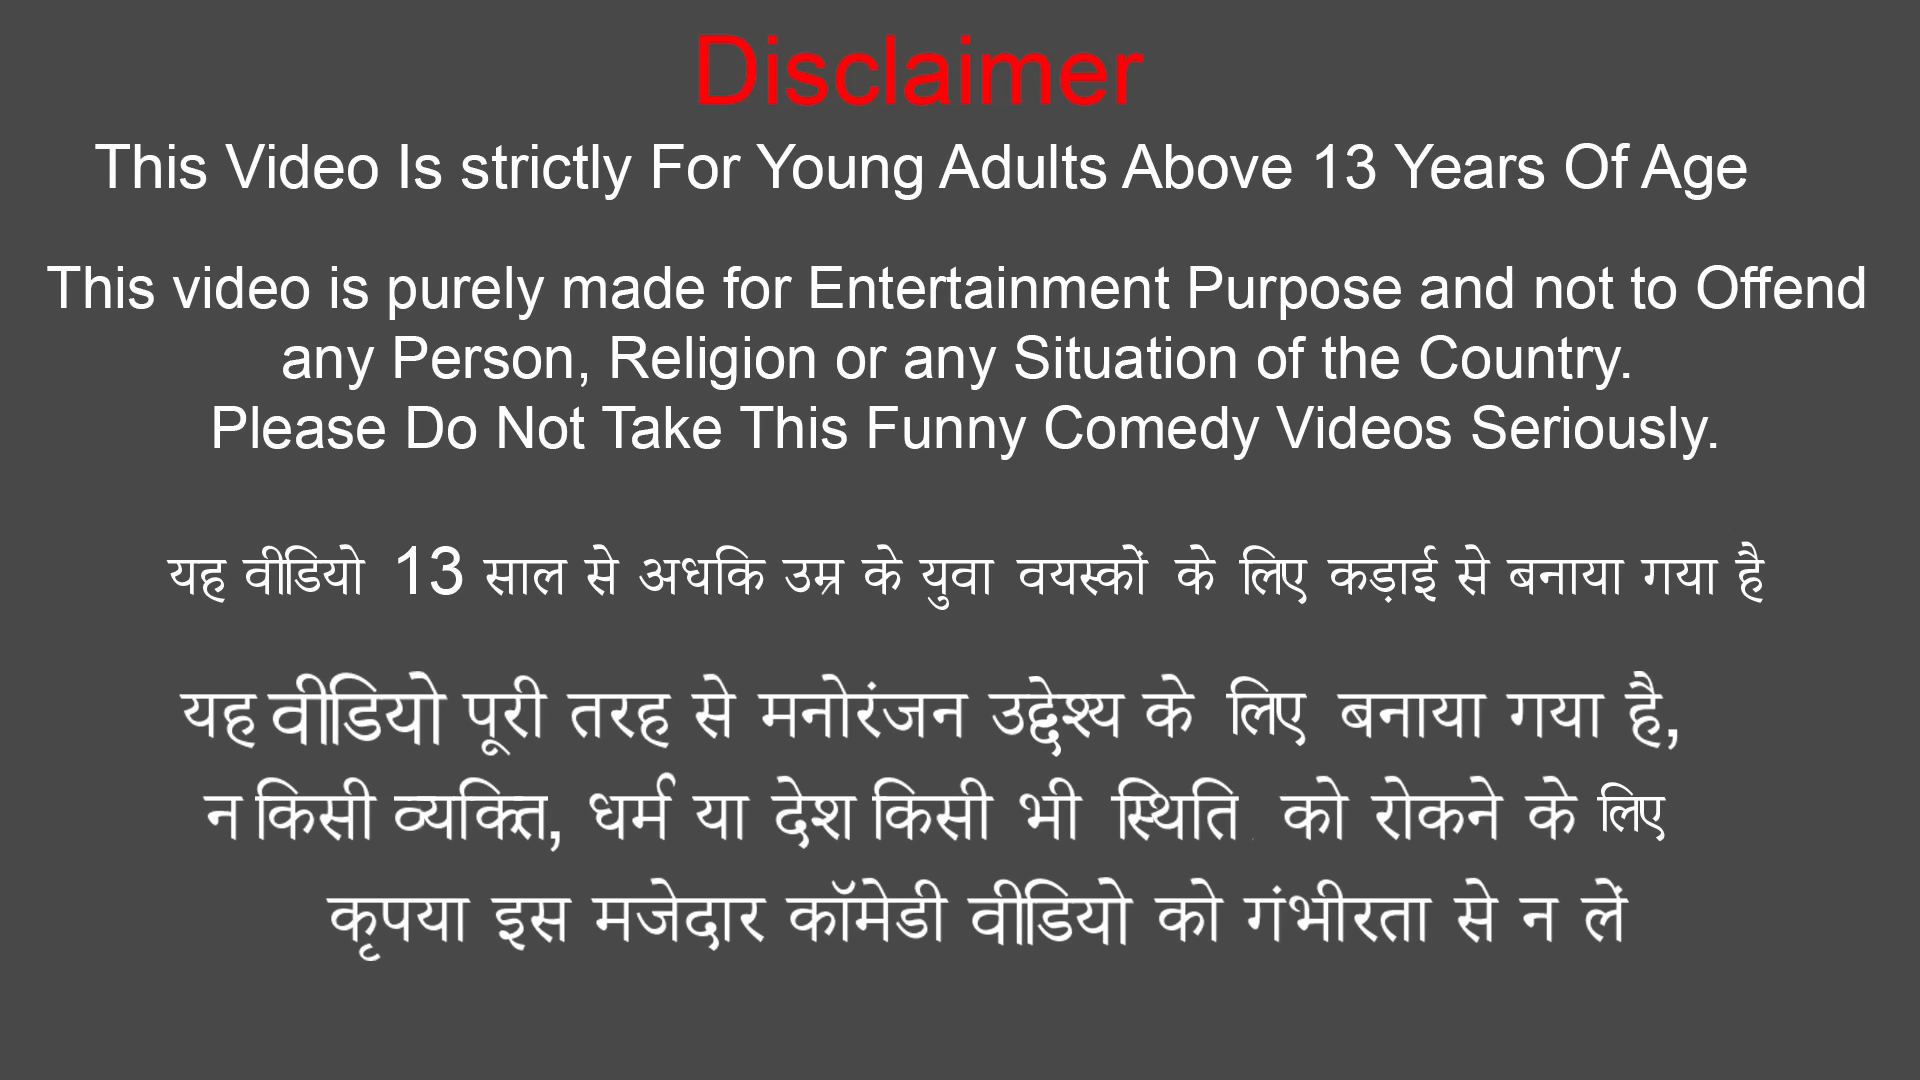 Disclaimer
This Video Is strictly For Young Adults Above 13 Years Of Age
This video is purely made for Entertainment Purpose and not to Offend
any Person, Religion or any Situation of the Country.
Please Do Not Take This Funny Comedy Videos Seriously.
यह वीडियो 13 साल से अधकि उम्र के युवा वयस्कों के लिए कड़ाई से बनाया गया है
यह वीडियो पूरी तरह से मनोरंजन उद्देश्य के लिए बनाया गया है,
न किसी व्यक्ति, धर्म या देश किसी भी स्थिति को रोकने के लिए
कृपया इस मजेदार कॉमेडी वीडियो को गंभीरता से न लें